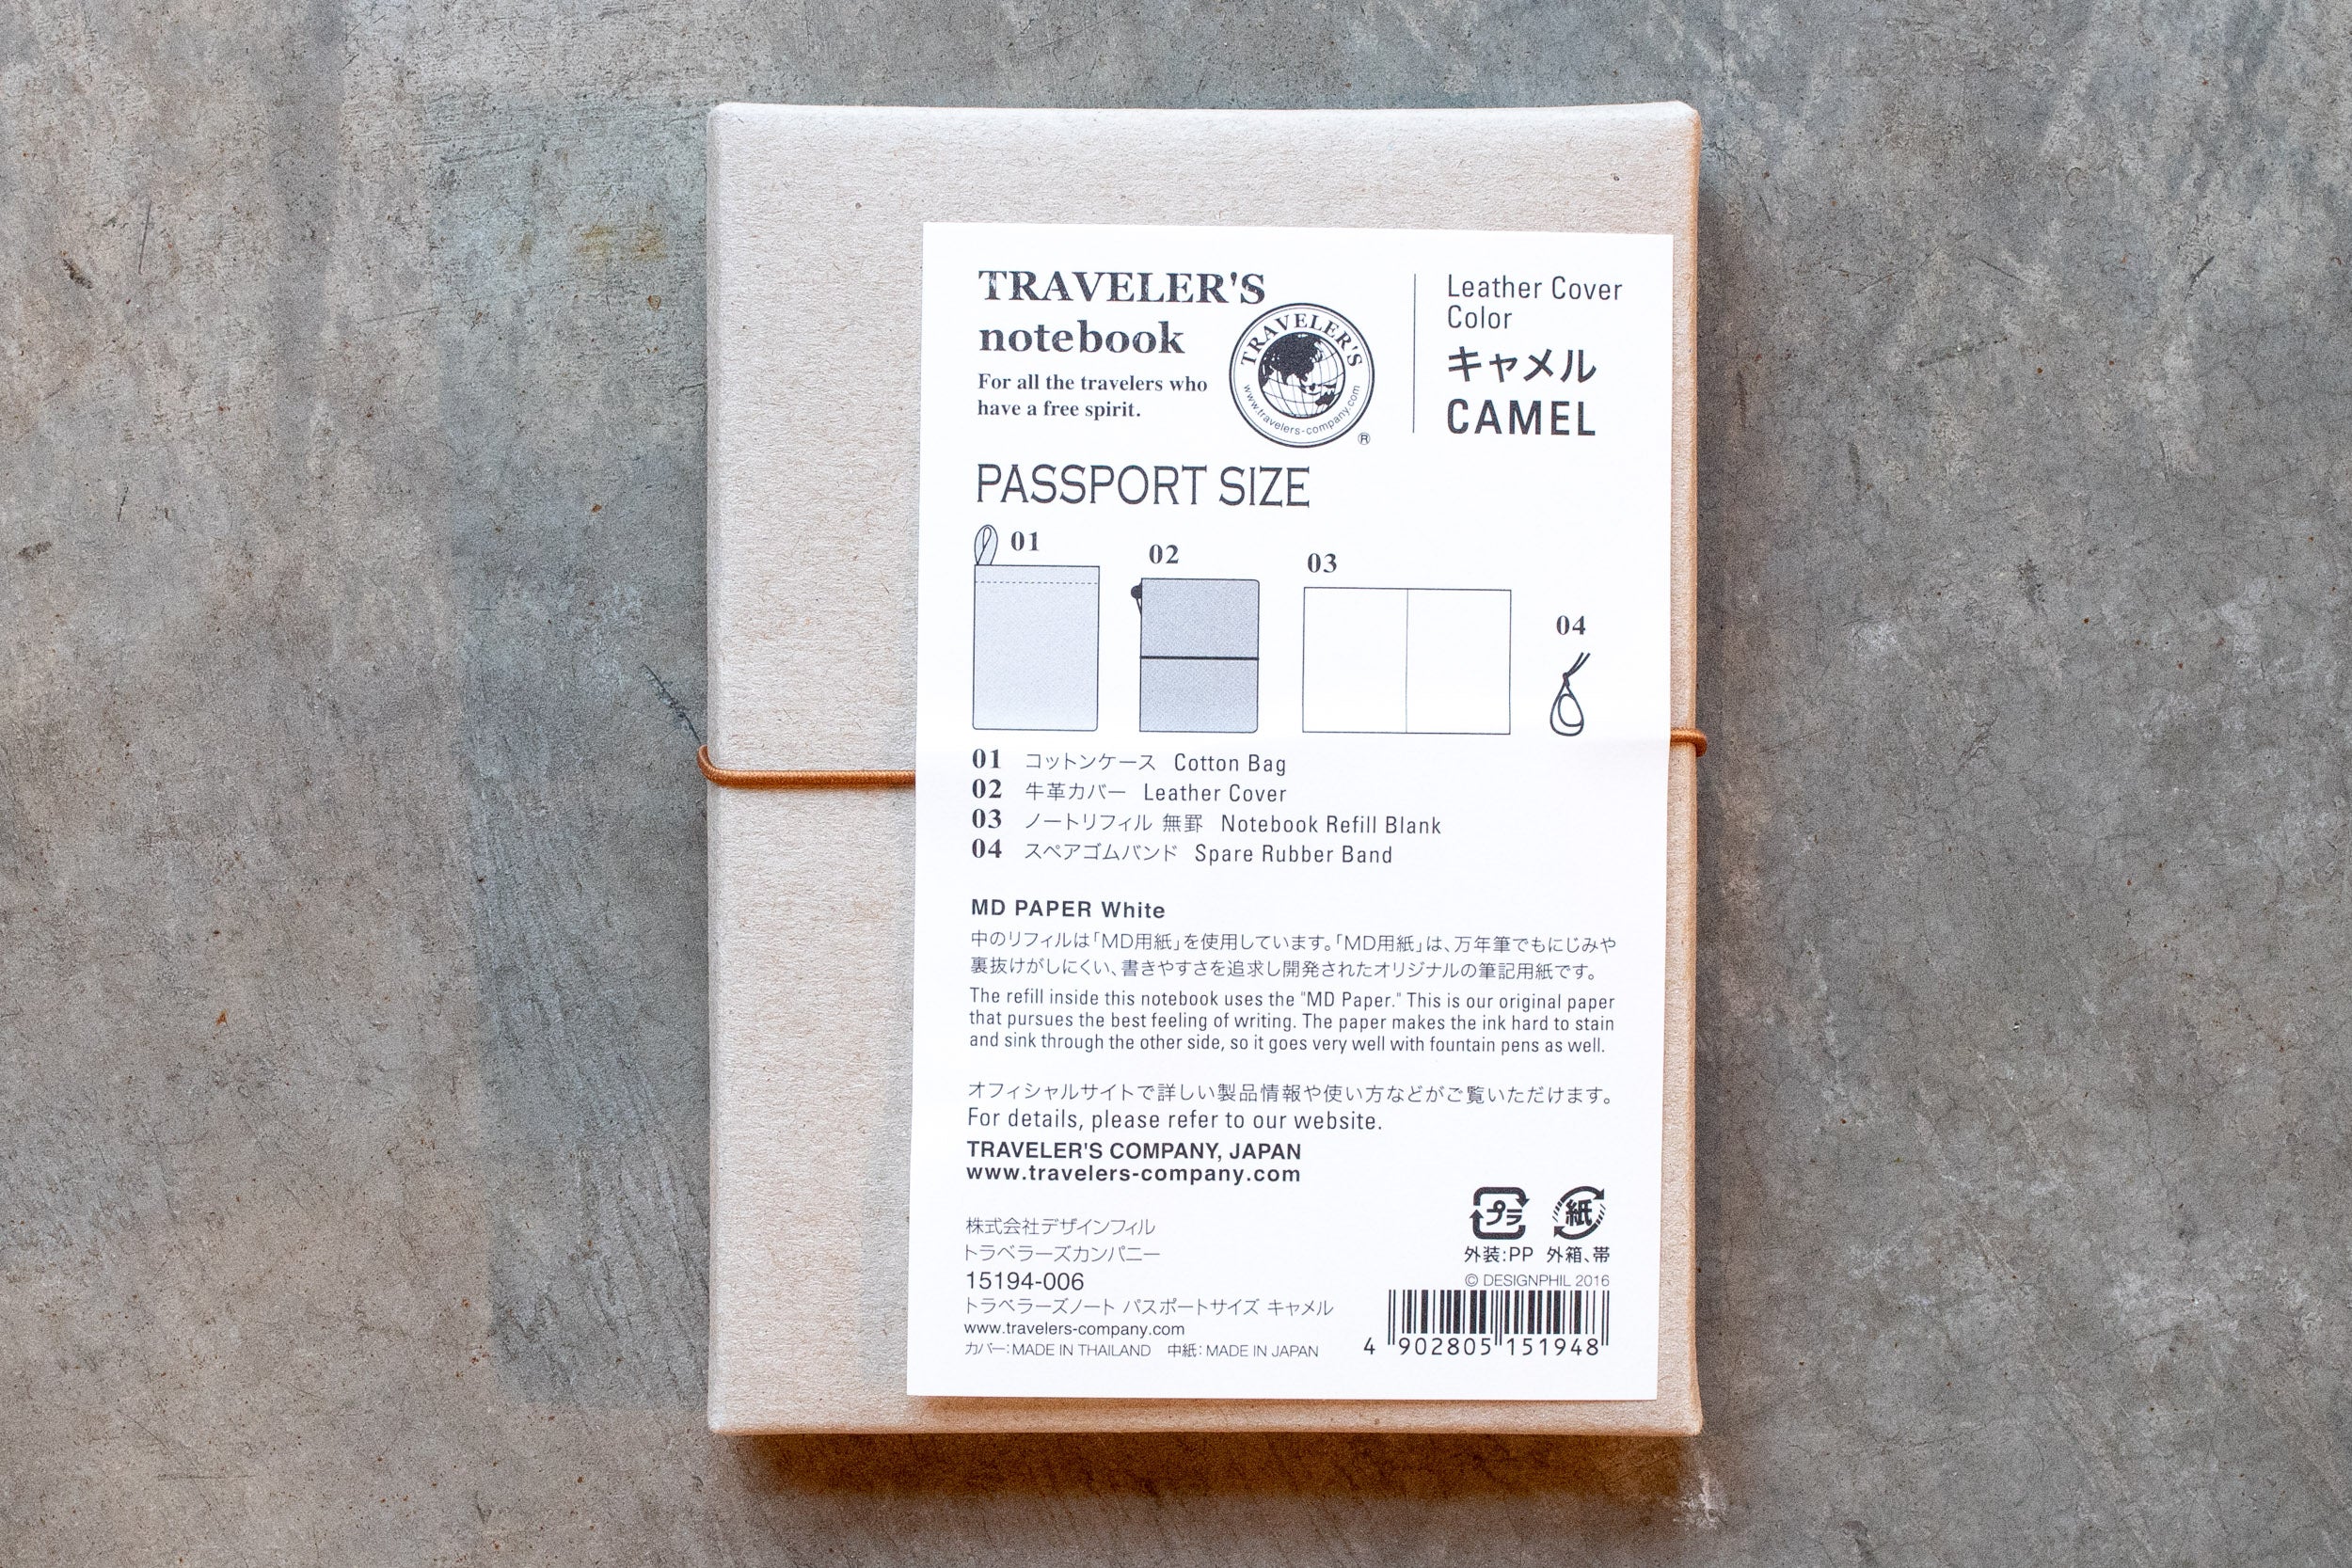 TRAVELER'S
notebook
For all the travelers who
have a free spirit.
TRAVELER'S
www.travelers-company.com
®
Leather Cover
Color
キャメル
CAMEL
PASSPORT SIZE
01
02
03
04
01 コットンケース Cotton Bag
02 牛革カバー Leather Cover
03 ノートリフィル 無罫 Notebook Refill Blank
04 スペアゴムバンド Spare Rubber Band
MD PAPER White
中のリフィルは「MD用紙」を使用しています。「MD用紙」は、万年筆でもにじみや
裏抜けがしにくい、書きやすさを追求し開発されたオリジナルの筆記用紙です。
The refill inside this notebook uses the "MD Paper." This is our original paper
that pursues the best feeling of writing. The paper makes the ink hard to stain
and sink through the other side, so it goes very well with fountain pens as well.
オフィシャルサイトで詳しい製品情報や使い方などがご覧いただけます。
For details, please refer to our website.
TRAVELER'S COMPANY, JAPAN
www.travelers-company.com
株式会社デザインフィル
トラベラーズカンパニー
15194-006
トラベラーズノート パスポートサイズ キャメル
www.travelers-company.com
カバー：MADE IN THAILAND 中紙：MADE IN JAPAN
プラ 紙
外装：PP 外箱、帯
© DESIGNPHIL 2016
4 902805 151948